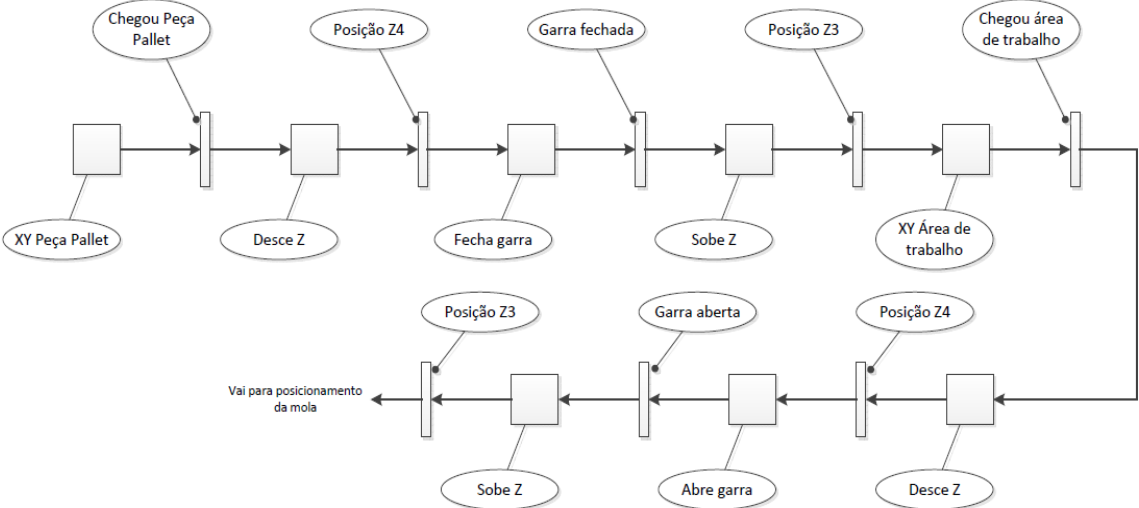 Chegou Peça
Pallet
Posição Z4
Garra fechada
Posição Z3
Chegou área
de trabalho
XY Peça Pallet
Desce Z
Fecha garra
Sobe Z
XY Área de
trabalho
Posição Z3
Garra aberta
Posição Z4
Vai para posicionamento
da mola
Sobe Z
Abre garra
Desce Z